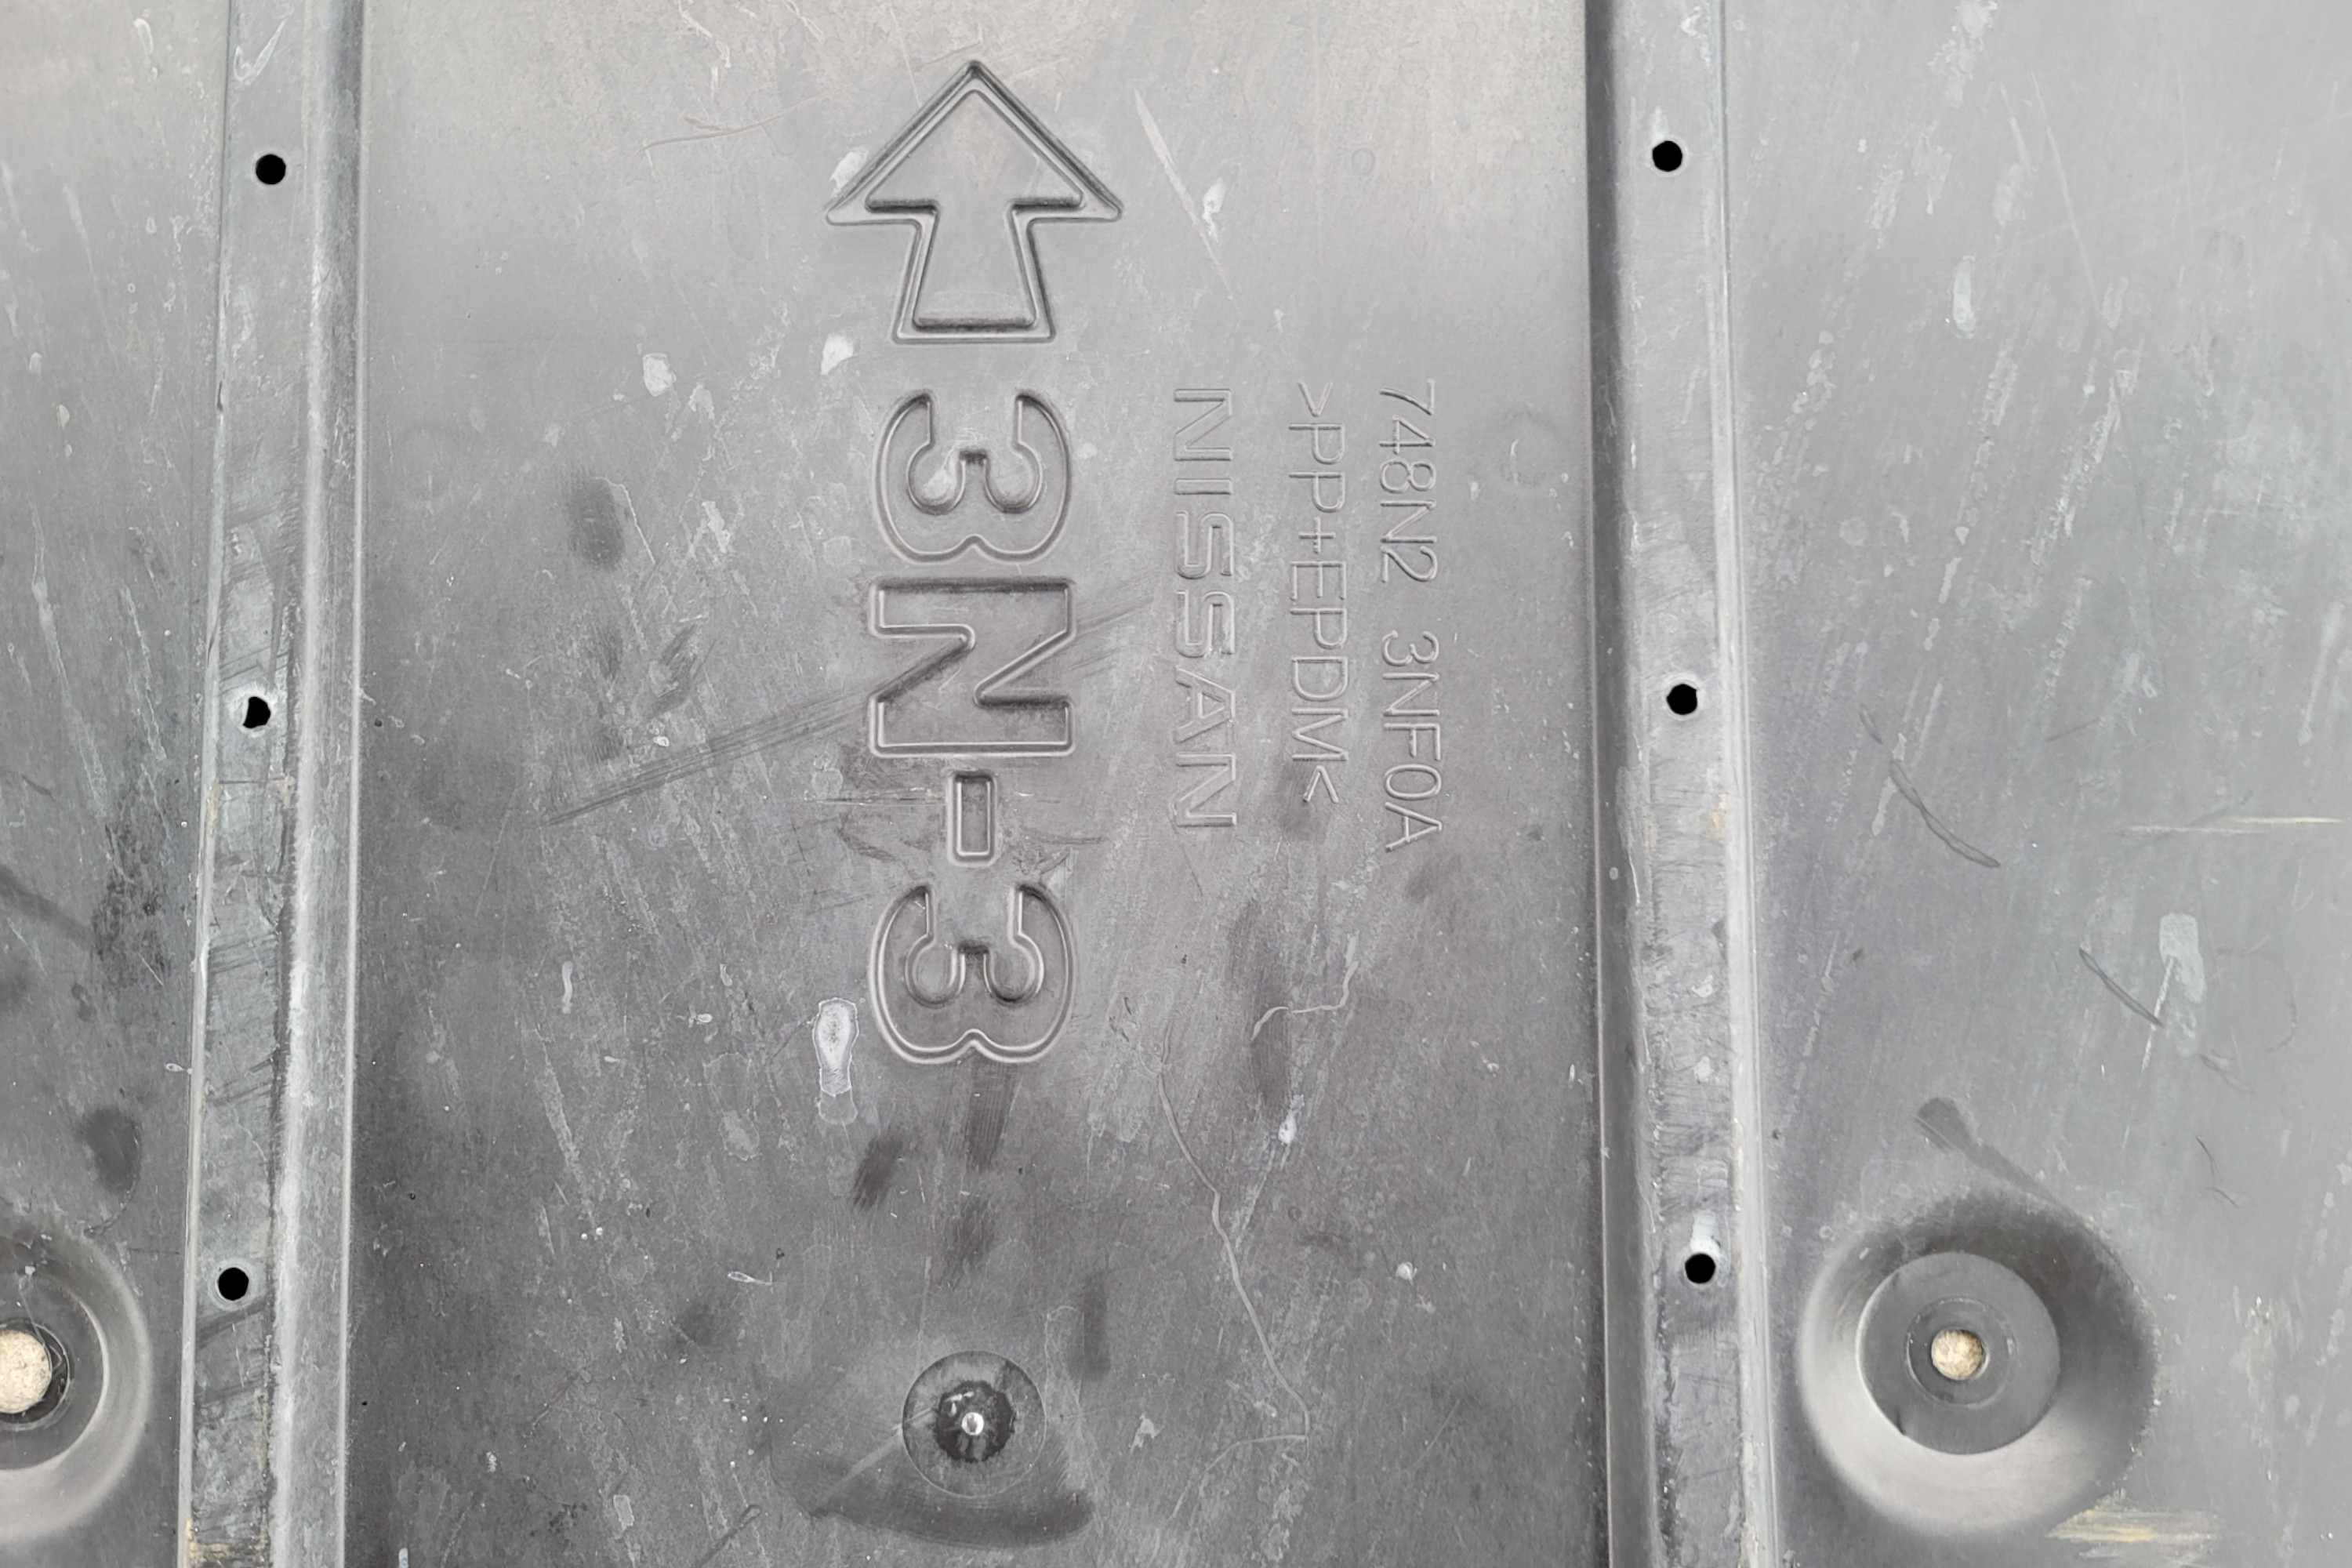 748N2 3NF0A
>PP+EPDM<
NISSAN
3N-3